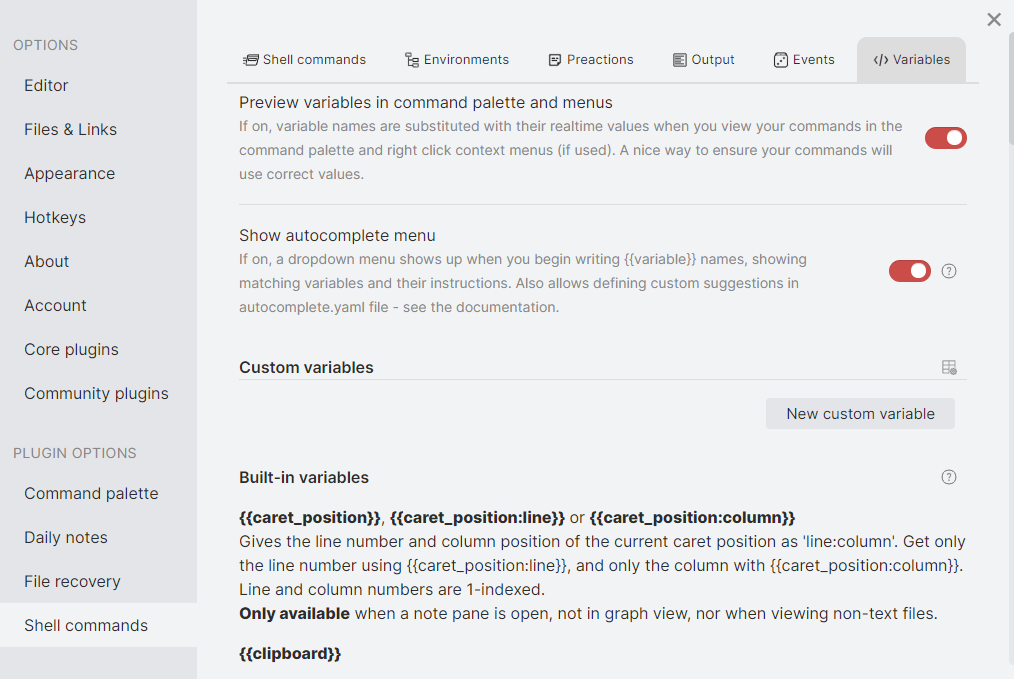 OPTIONS
Editor
Files & Links
Appearance
Hotkeys
About
Account
Core plugins
Community plugins
PLUGIN OPTIONS
Command palette
Daily notes
File recovery
Shell commands
Shell commands
Environments
Preactions
Output
Events
</> Variables
Preview variables in command palette and menus
If on, variable names are substituted with their realtime values when you view your commands in the
command palette and right click context menus (if used). A nice way to ensure your commands will
use correct values.
Show autocomplete menu
If on, a dropdown menu shows up when you begin writing {{variable}} names, showing
matching variables and their instructions. Also allows defining custom suggestions in
autocomplete.yaml file - see the documentation.
Custom variables
New custom variable
Built-in variables
{{caret_position}}, {{caret_position:line}} or {{caret_position:column}}
Gives the line number and column position of the current caret position as 'line:column'. Get only
the line number using {{caret_position:line}}, and only the column with {{caret_position:column}}.
Line and column numbers are 1-indexed.
Only available when a note pane is open, not in graph view, nor when viewing non-text files.
{{clipboard}}